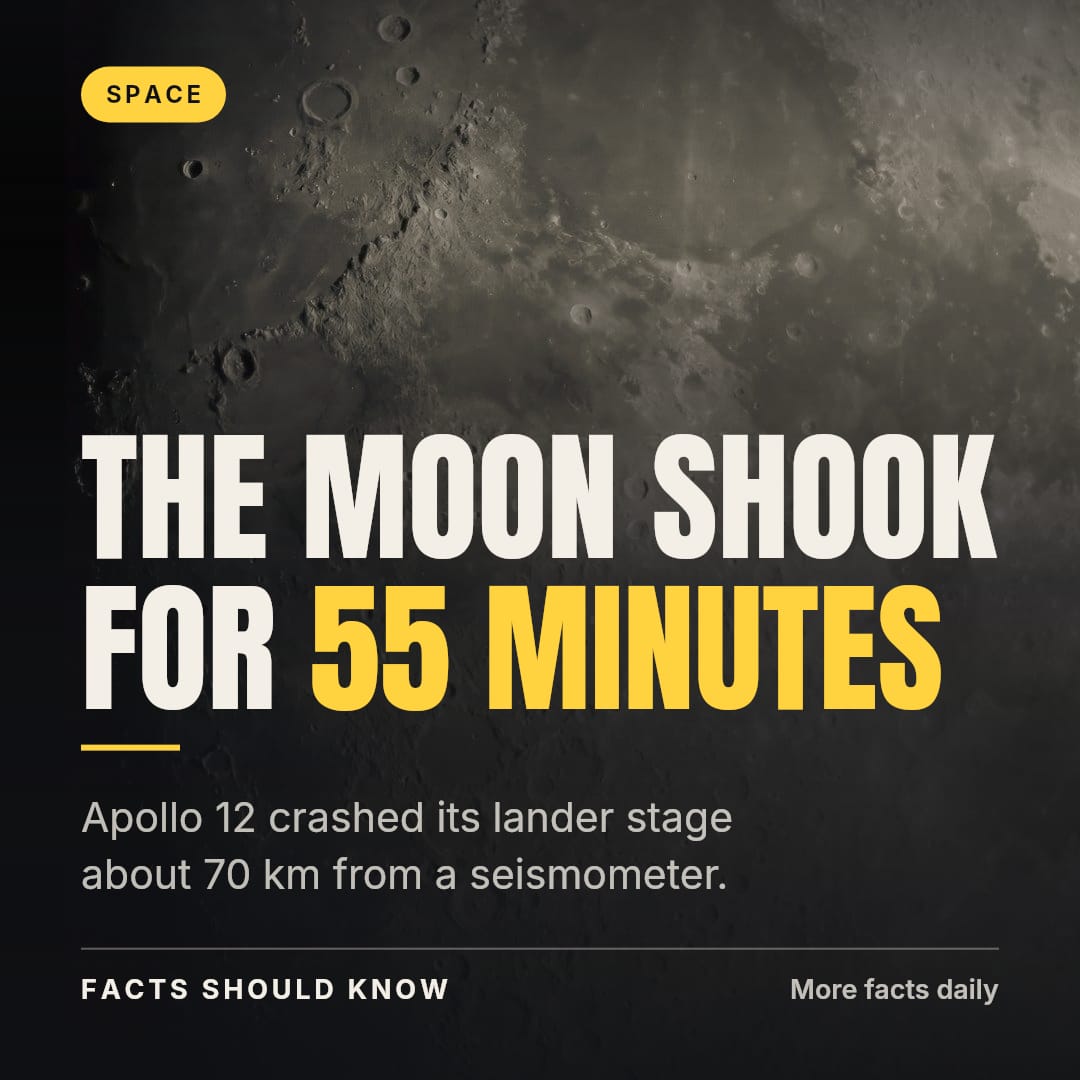 SPACE
THE MOON SHOOK
FOR 55 MINUTES
Apollo 12 crashed its lander stage
about 70 km from a seismometer.
FACTS SHOULD KNOW
More facts daily